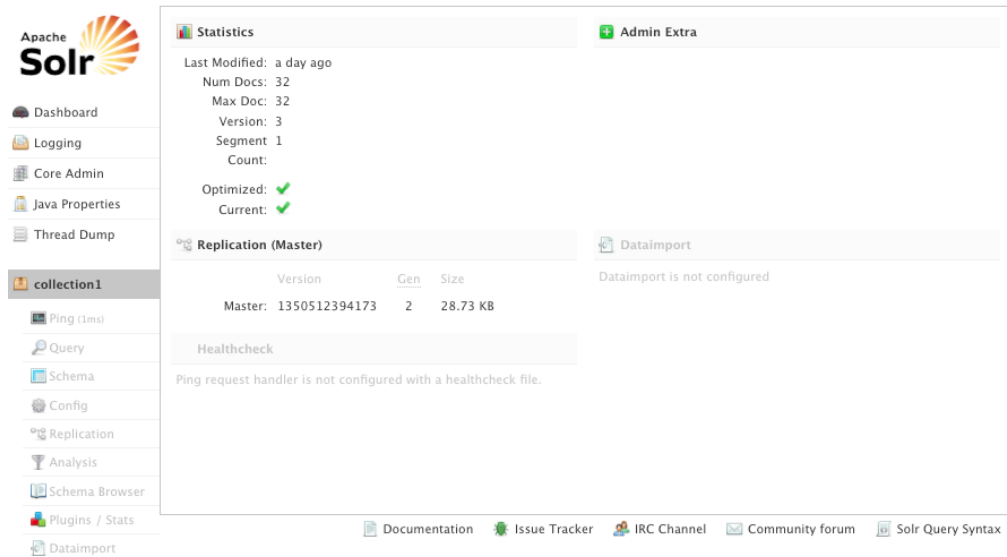 Apache
Solr
Dashboard
Logging
Core Admin
Java Properties
Thread Dump
collection1
Ping (1ms)
Query
Schema
Config
Replication
Analysis
Schema Browser
Plugins / Stats
Dataimport
Statistics
Last Modified: a day ago
Num Docs: 32
Max Doc: 32
Version: 3
Segment 1
Count:
Optimized:
Current:
Admin Extra
Replication (Master)
Version Gen Size
Master: 1350512394173 2 28.73 KB
Dataimport
Dataimport is not configured
Healthcheck
Ping request handler is not configured with a healthcheck file.
Documentation Issue Tracker IRC Channel Community forum Solr Query Syntax